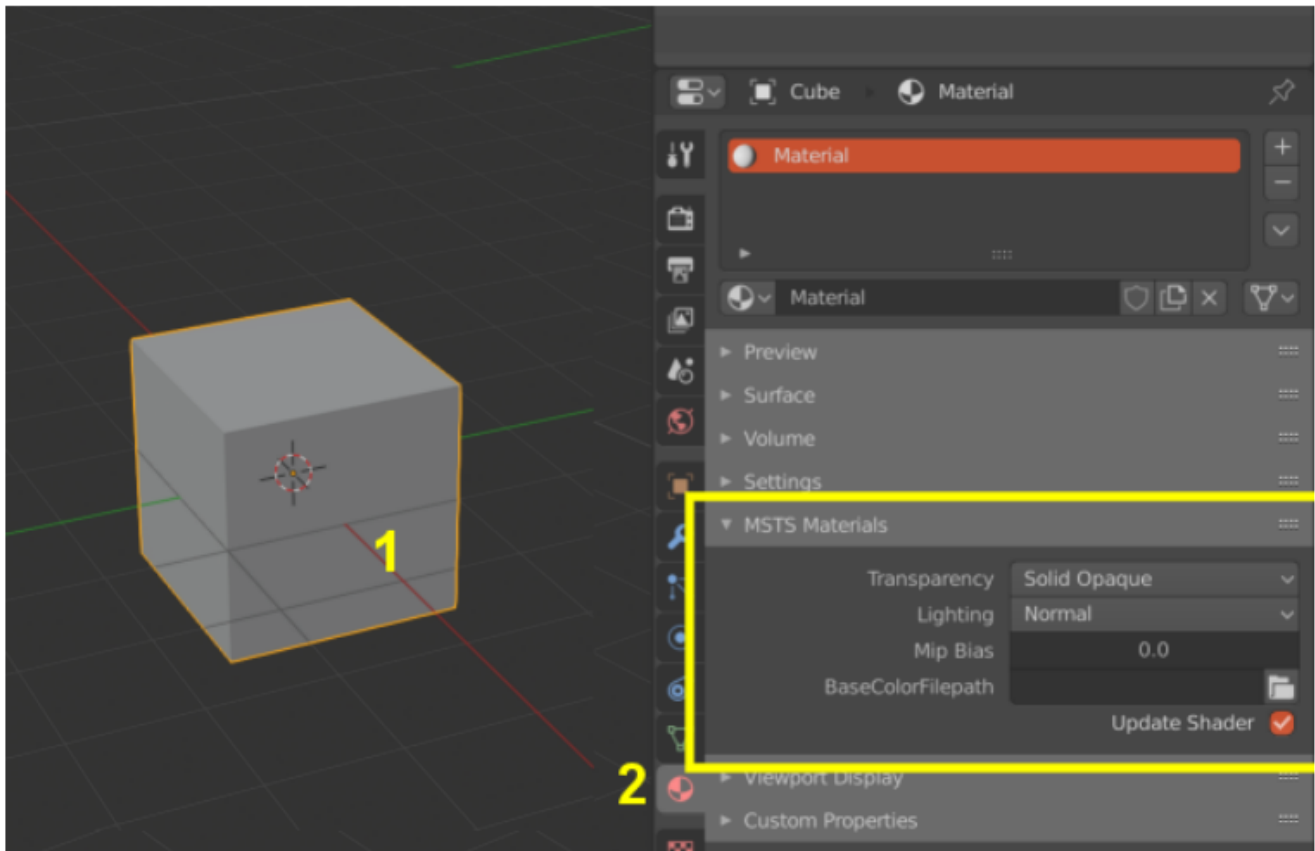 Cube Material
Material
Material
Preview
Surface
Volume
Settings
MSTS Materials
Transparency Solid Opaque
Lighting Normal
Mip Bias 0.0
BaseColorFilepath
Update Shader
1
2
Viewport Display
Custom Properties